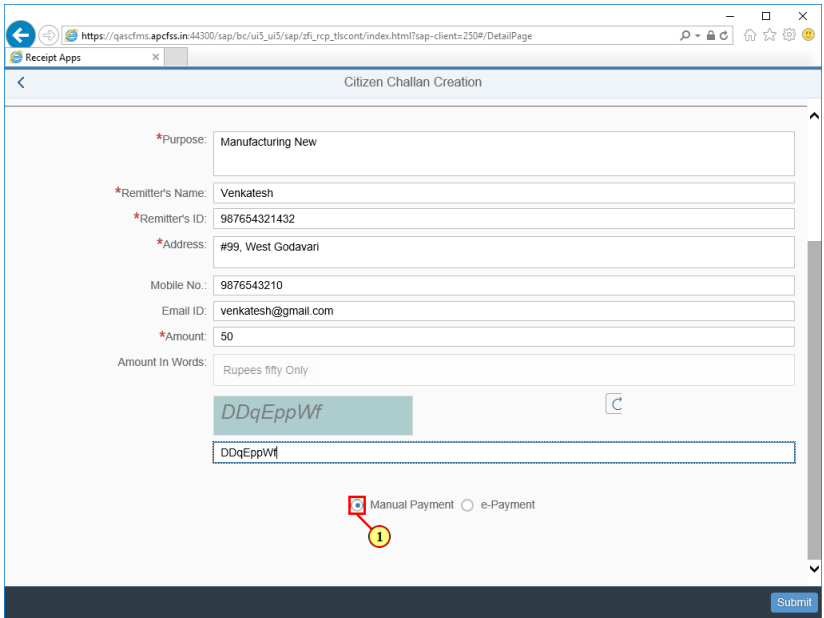 https://qascfms.apcfss.in:44300/sap/bc/ui5_ui5/sap/zfi_rcp_tlscont/index.html?sap-client=250#/DetailPage
Receipt Apps
Citizen Challan Creation
*Purpose: Manufacturing New
*Remitter's Name: Venkatesh
*Remitter's ID: 987654321432
*Address: #99, West Godavari
Mobile No.: 9876543210
Email ID: venkatesh@gmail.com
*Amount: 50
Amount In Words: Rupees fifty Only
DDqEppWf
DDqEppWf
Manual Payment e-Payment
1
Submit